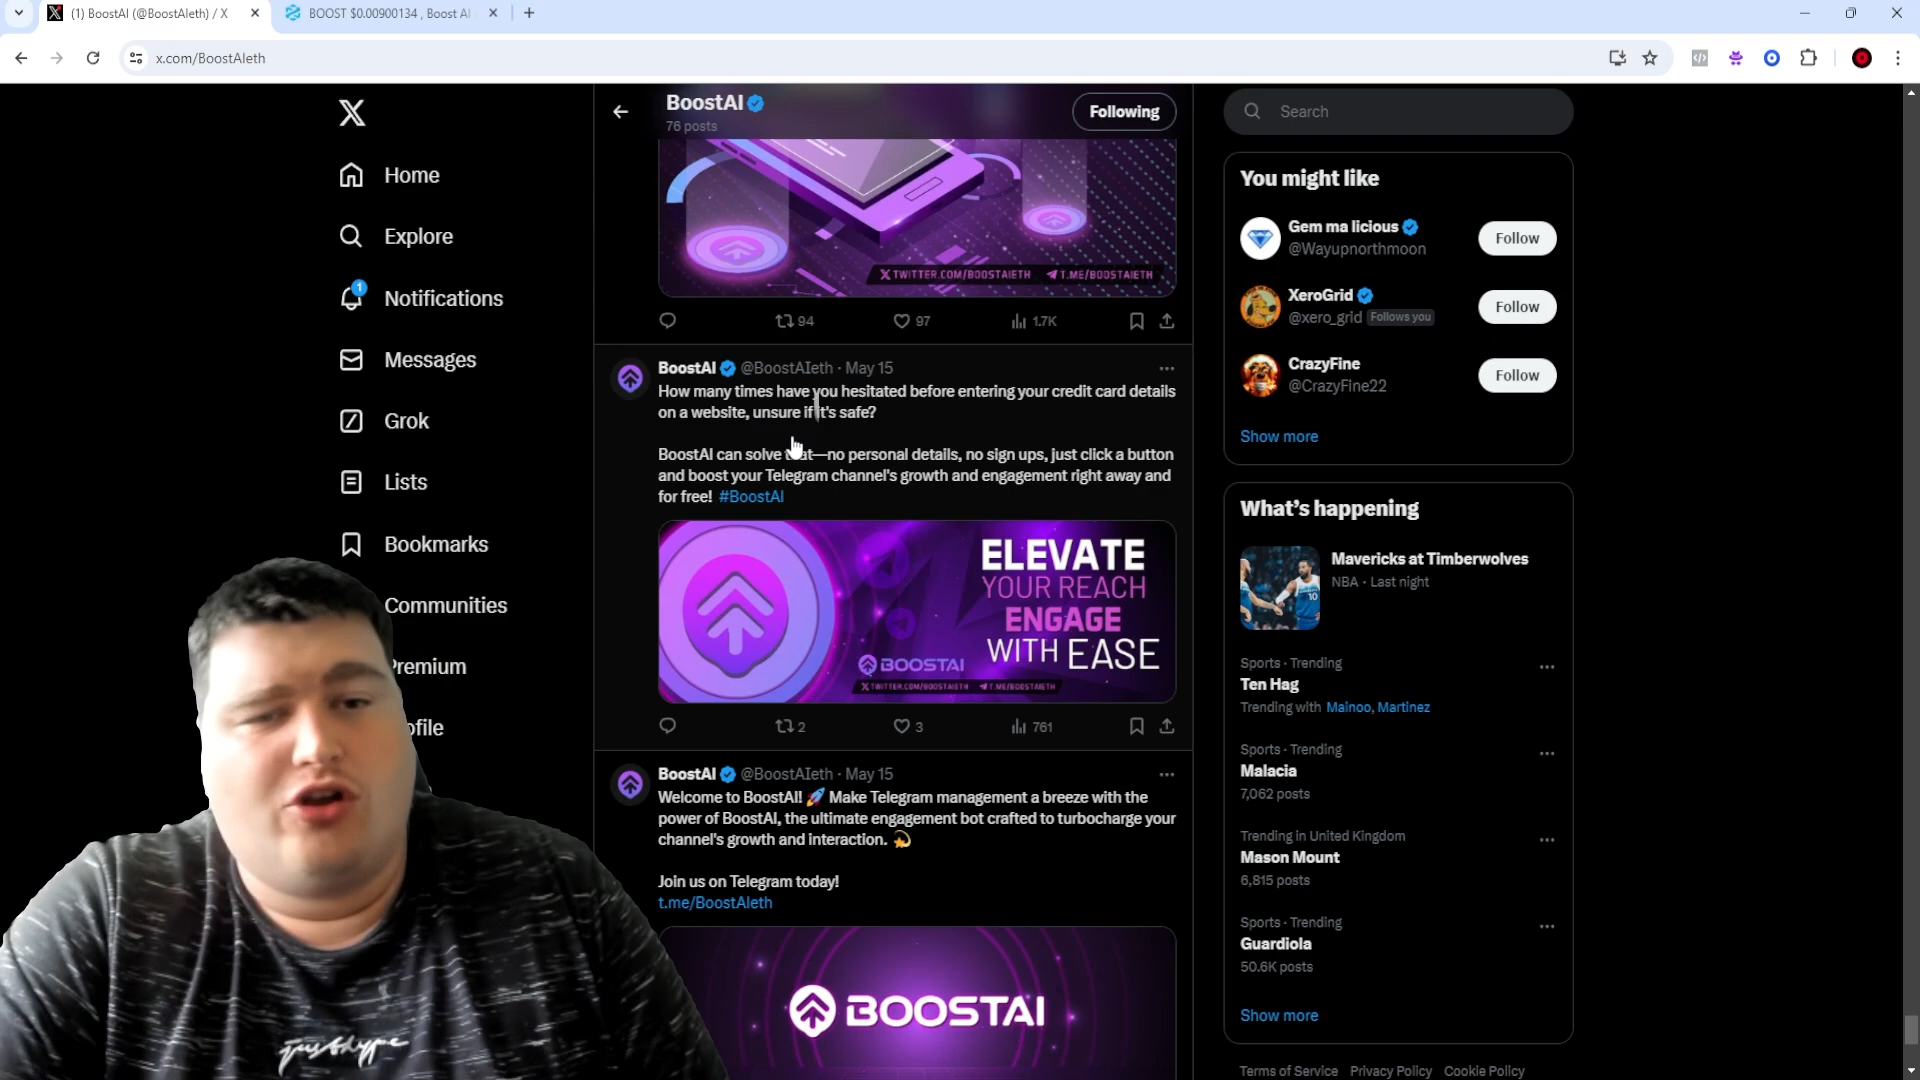 (1) BoostAI (@BoostAIeth) / X
BOOST $0.00900134 , Boost AI
x.com/BoostAIeth
BoostAI
76 posts
Following
Search
Home
Explore
1
Notifications
Messages
Grok
Lists
Bookmarks
Communities
Premium
ofile
TWITTER.COM/BOOSTAIETH T.ME/BOOSTAIETH
94 97 1.7K
BoostAI @BoostAIeth · May 15
How many times have you hesitated before entering your credit card details
on a website, unsure if it's safe?
BoostAI can solve that—no personal details, no sign ups, just click a button
and boost your Telegram channel's growth and engagement right away and
for free! #BoostAI
ELEVATE
YOUR REACH
ENGAGE
WITH EASE
BOOSTAI
TWITTER.COM/BOOSTAIETH T.ME/BOOSTAIETH
2 3 761
BoostAI @BoostAIeth · May 15
Welcome to BoostAI! 🚀 Make Telegram management a breeze with the
power of BoostAI, the ultimate engagement bot crafted to turbocharge your
channel's growth and interaction. 💫
Join us on Telegram today!
t.me/BoostAIeth
BOOSTAI
You might like
Gem ma licious
@Wayupnorthmoon
Follow
XeroGrid
@xero_grid Follows you
Follow
CrazyFine
@CrazyFine22
Follow
Show more
What's happening
Mavericks at Timberwolves
NBA · Last night
Sports · Trending
Ten Hag
Trending with Mainoo, Martinez
Sports · Trending
Malacia
7,062 posts
Trending in United Kingdom
Mason Mount
6,815 posts
Sports · Trending
Guardiola
50.6K posts
Show more
Terms of Service Privacy Policy Cookie Policy
justhype